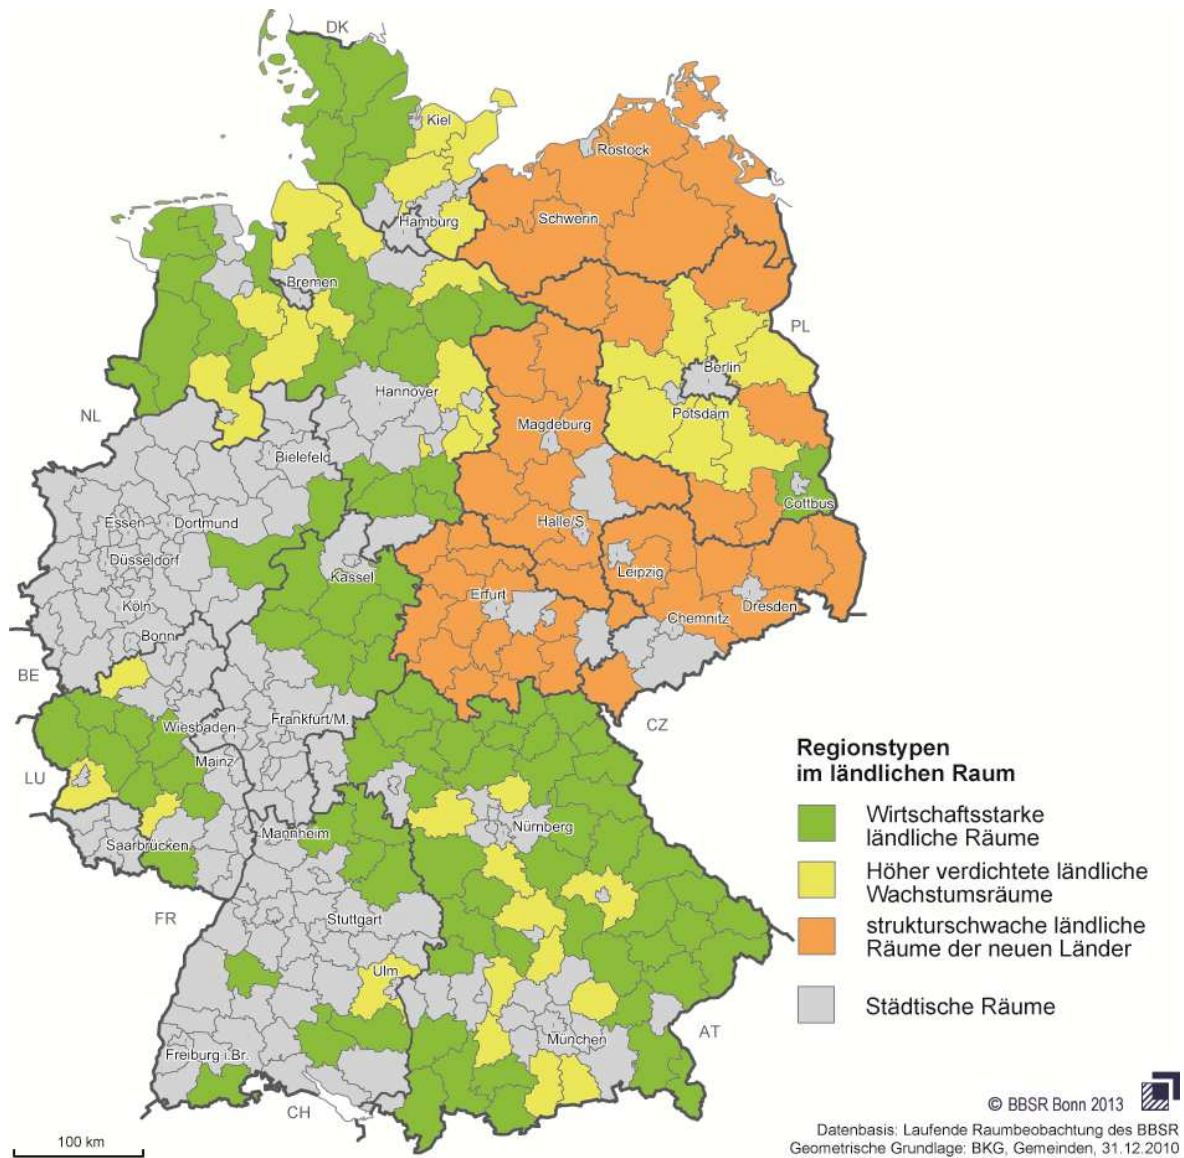 DK
Kiel
Rostock
Schwerin
Hamburg
Bremen
PL
Berlin
Hannover
NL
Potsdam
Magdeburg
Bielefeld
Cottbus
Essen
Dortmund
Halle/S.
Düsseldorf
Leipzig
Kassel
Erfurt
Dresden
Köln
Chemnitz
Bonn
BE
Wiesbaden
Frankfurt/M.
CZ
Mainz
LU
Regionstypen
im ländlichen Raum
Wirtschaftsstarke
ländliche Räume
Nürnberg
Mannheim
Saarbrücken
Höher verdichtete ländliche
Wachstumsräume
FR
Stuttgart
strukturschwache ländliche
Räume der neuen Länder
Ulm
Städtische Räume
AT
München
Freiburg i.Br.
CH
© BBSR Bonn 2013
100 km
Datenbasis: Laufende Raumbeobachtung des BBSR
Geometrische Grundlage: BKG, Gemeinden, 31.12.2010